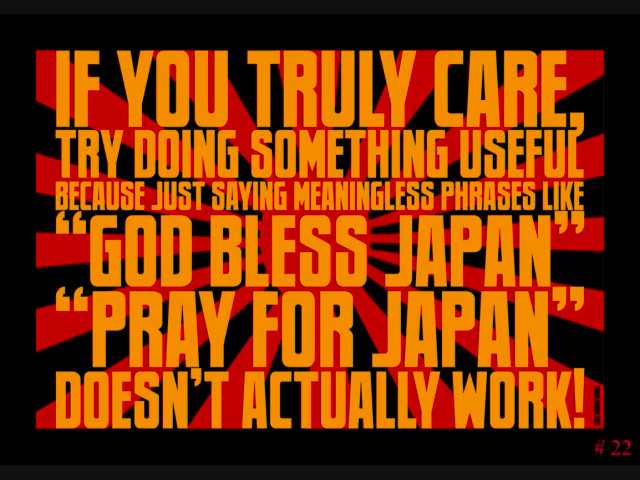 IF YOU TRULY CARE,
TRY DOING SOMETHING USEFUL
BECAUSE JUST SAYING MEANINGLESS PHRASES LIKE
“GOD BLESS JAPAN”
“PRAY FOR JAPAN”
DOESN'T ACTUALLY WORK!
# 22